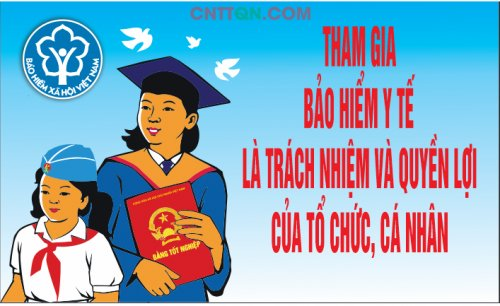 CNTTQN.COM
BẢO HIỂM XÃ HỘI VIỆT NAM
THAM GIA
BẢO HIỂM Y TẾ
LÀ TRÁCH NHIỆM VÀ QUYỀN LỢI
CỦA TỔ CHỨC, CÁ NHÂN
BẰNG TỐT NGHIỆP